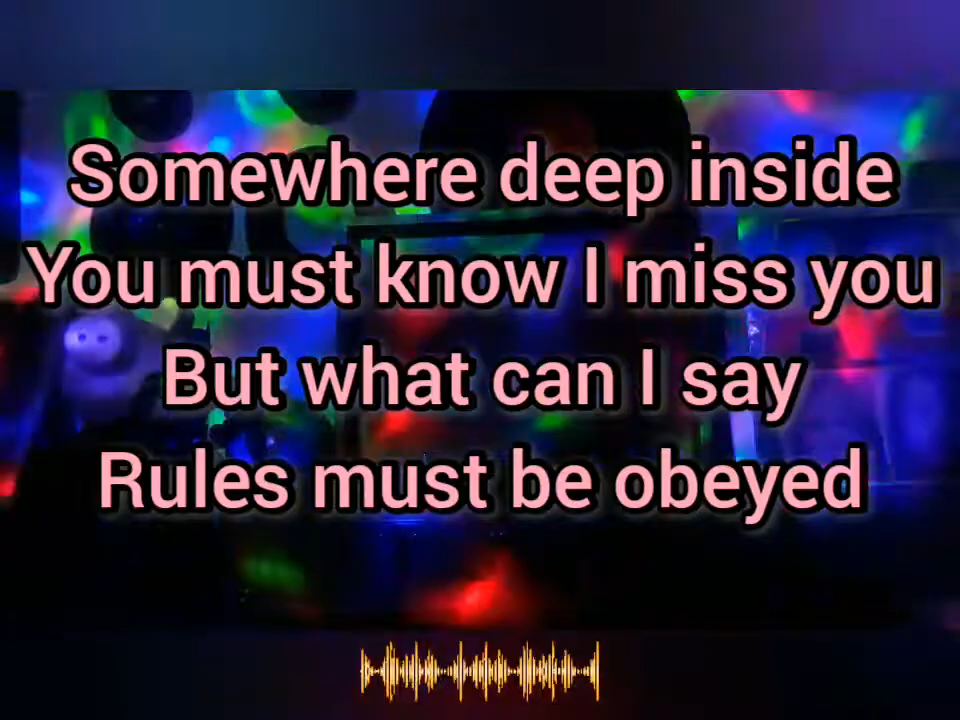 Somewhere deep inside
You must know I miss you
But what can I say
Rules must be obeyed